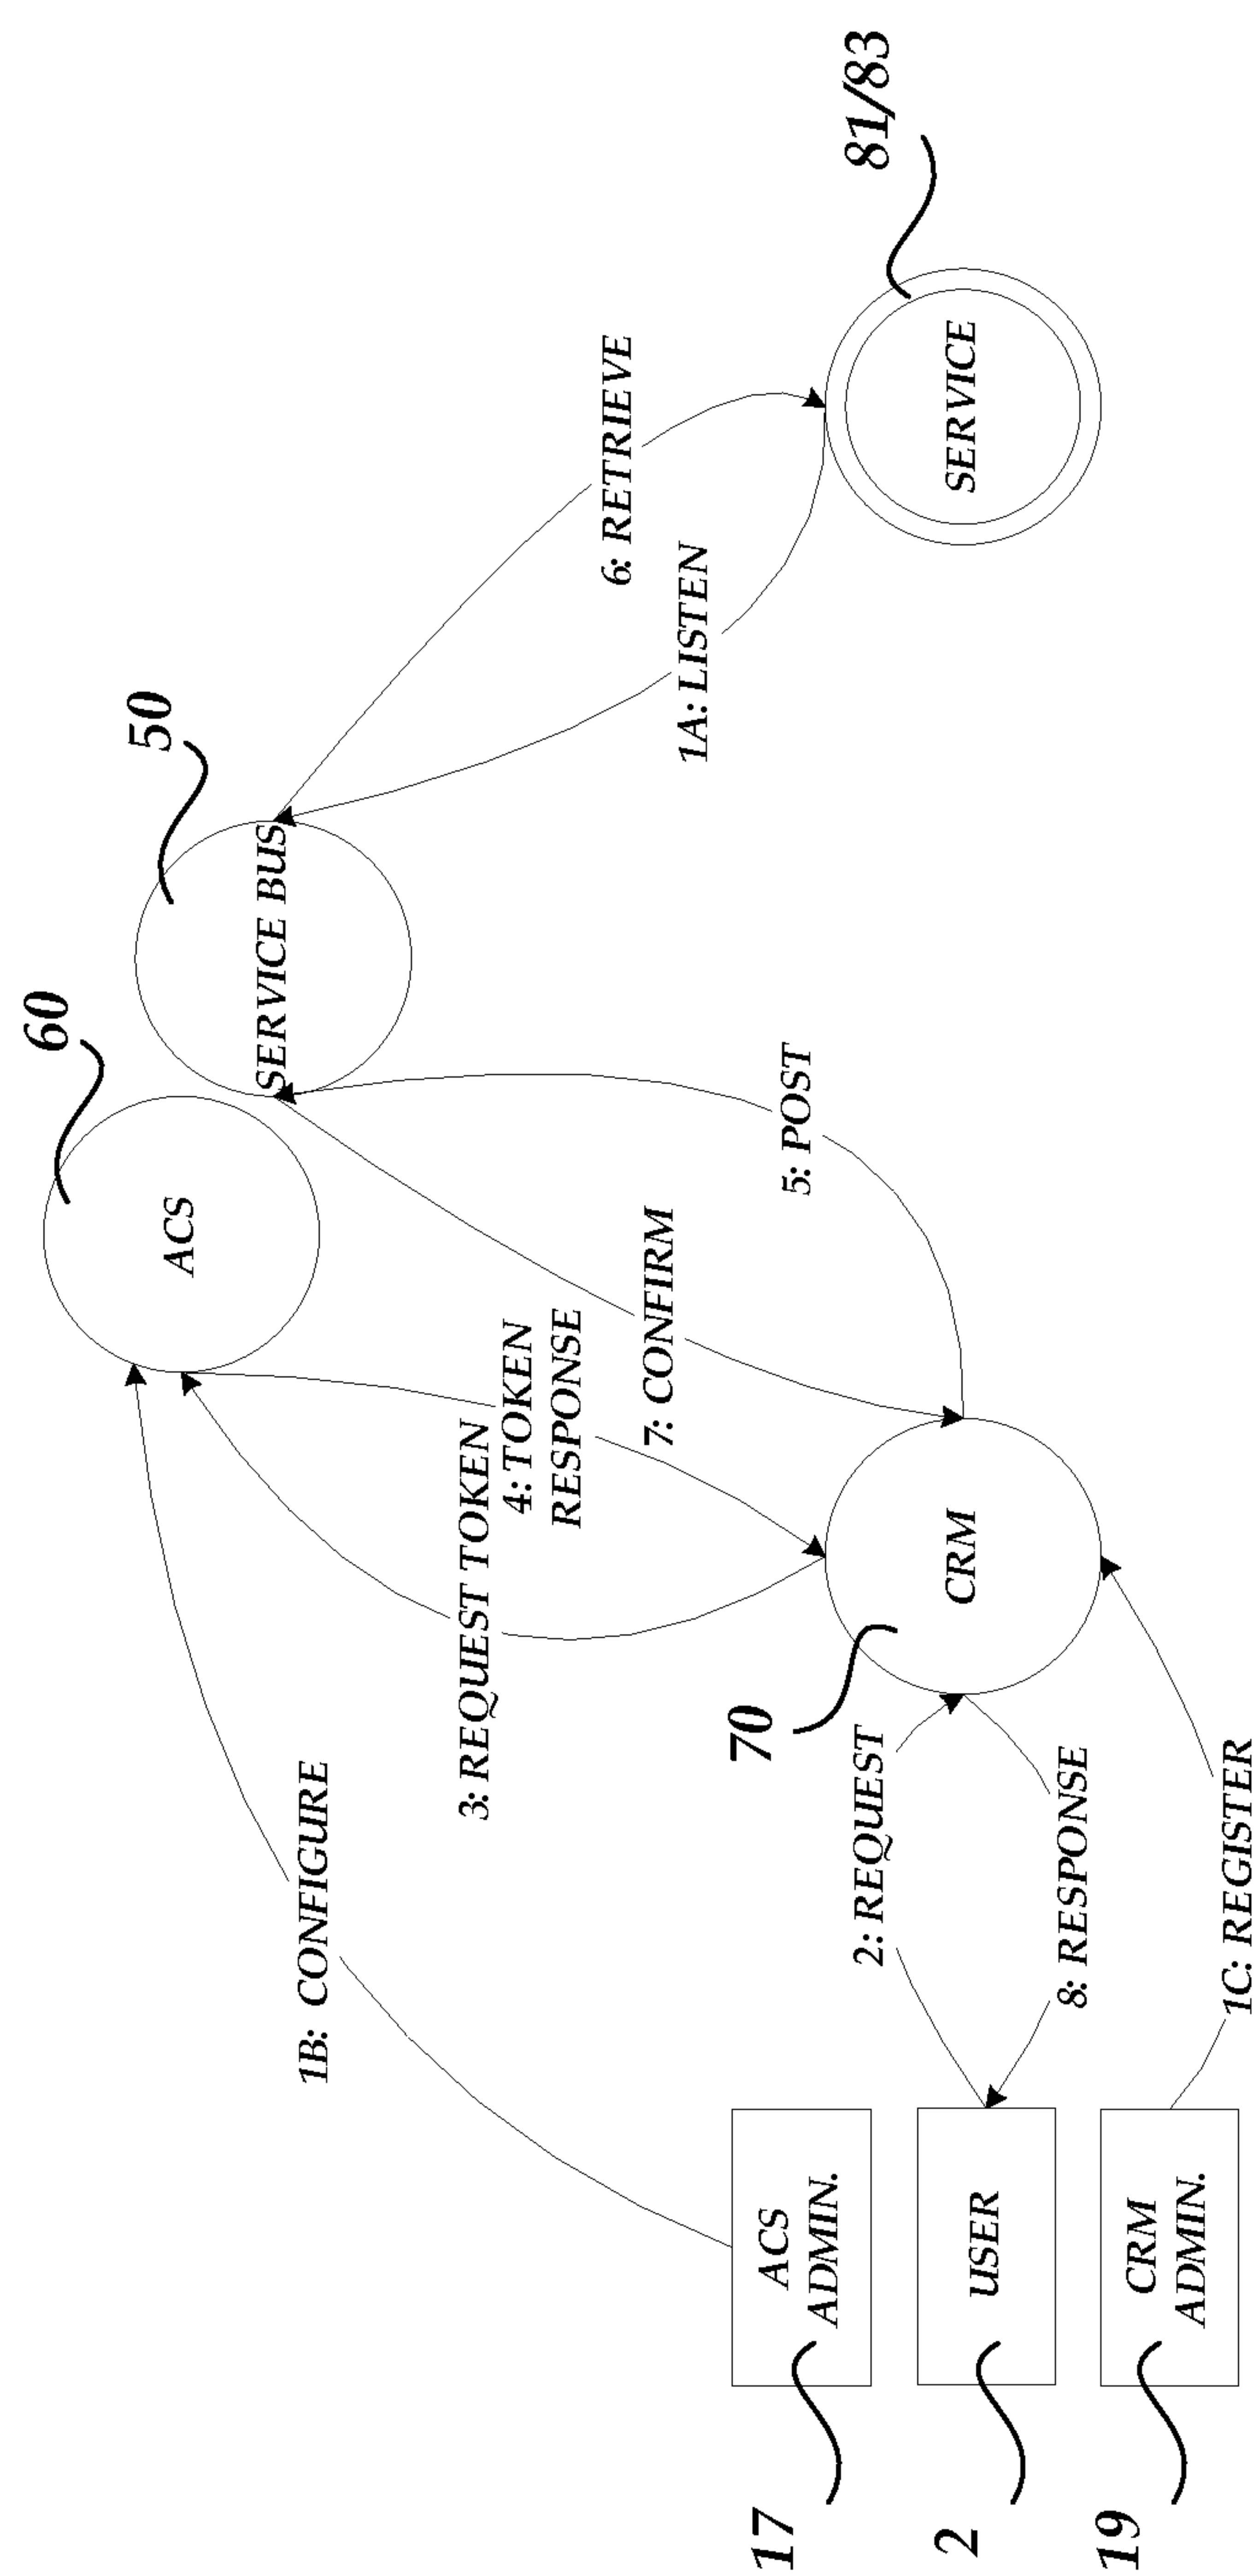 60
50
81/83
ACS
SERVICE BUS
1B: CONFIGURE
3: REQUEST TOKEN
4: TOKEN
RESPONSE
6: RETRIEVE
7: CONFIRM
1A: LISTEN
5: POST
17
ACS
ADMIN.
70
2: REQUEST
2
USER
CRM
SERVICE
8: RESPONSE
19
CRM
ADMIN.
1C: REGISTER